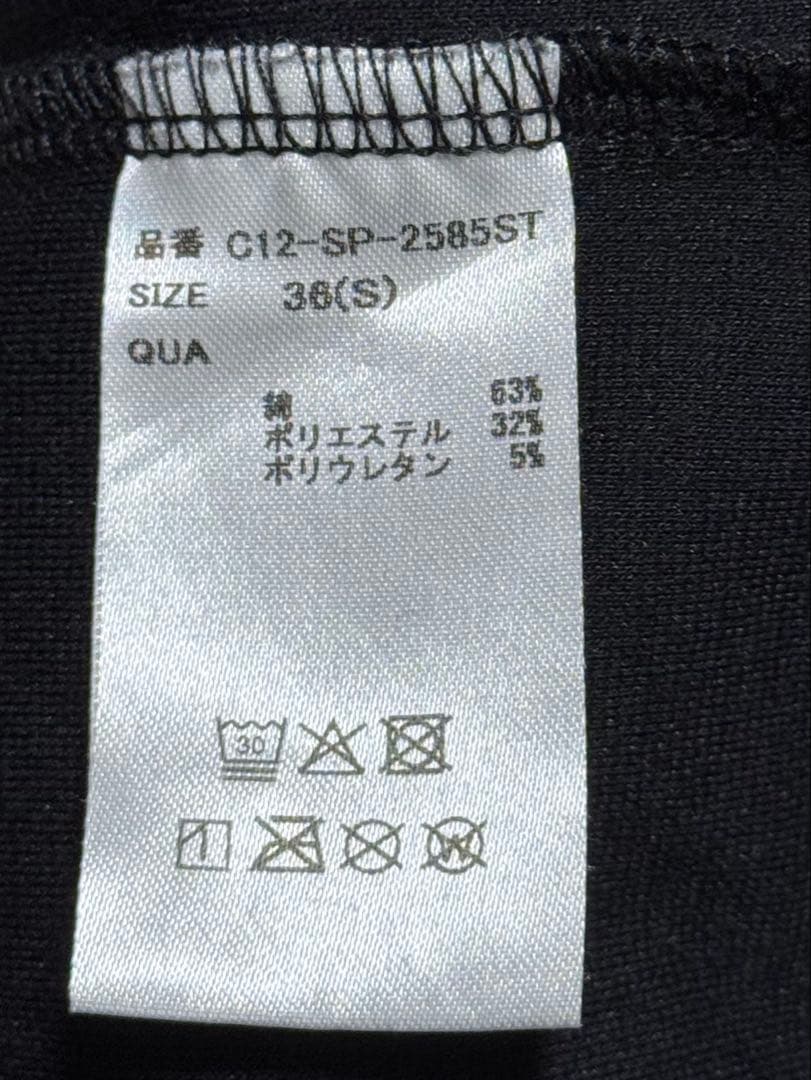 品番 C12-SP-2585ST
SIZE 36(S)
QUA
綿 63%
ポリエステル 32%
ポリウレタン 5%
30
W